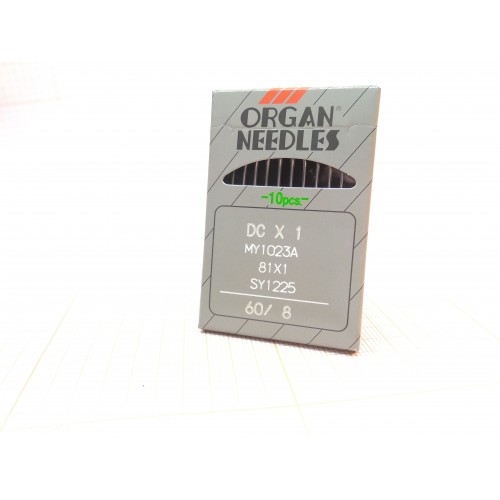 ORGAN®
NEEDLES
-10pcs.-
DC X 1
MY1023A
81X1
SY1225
60/ 8